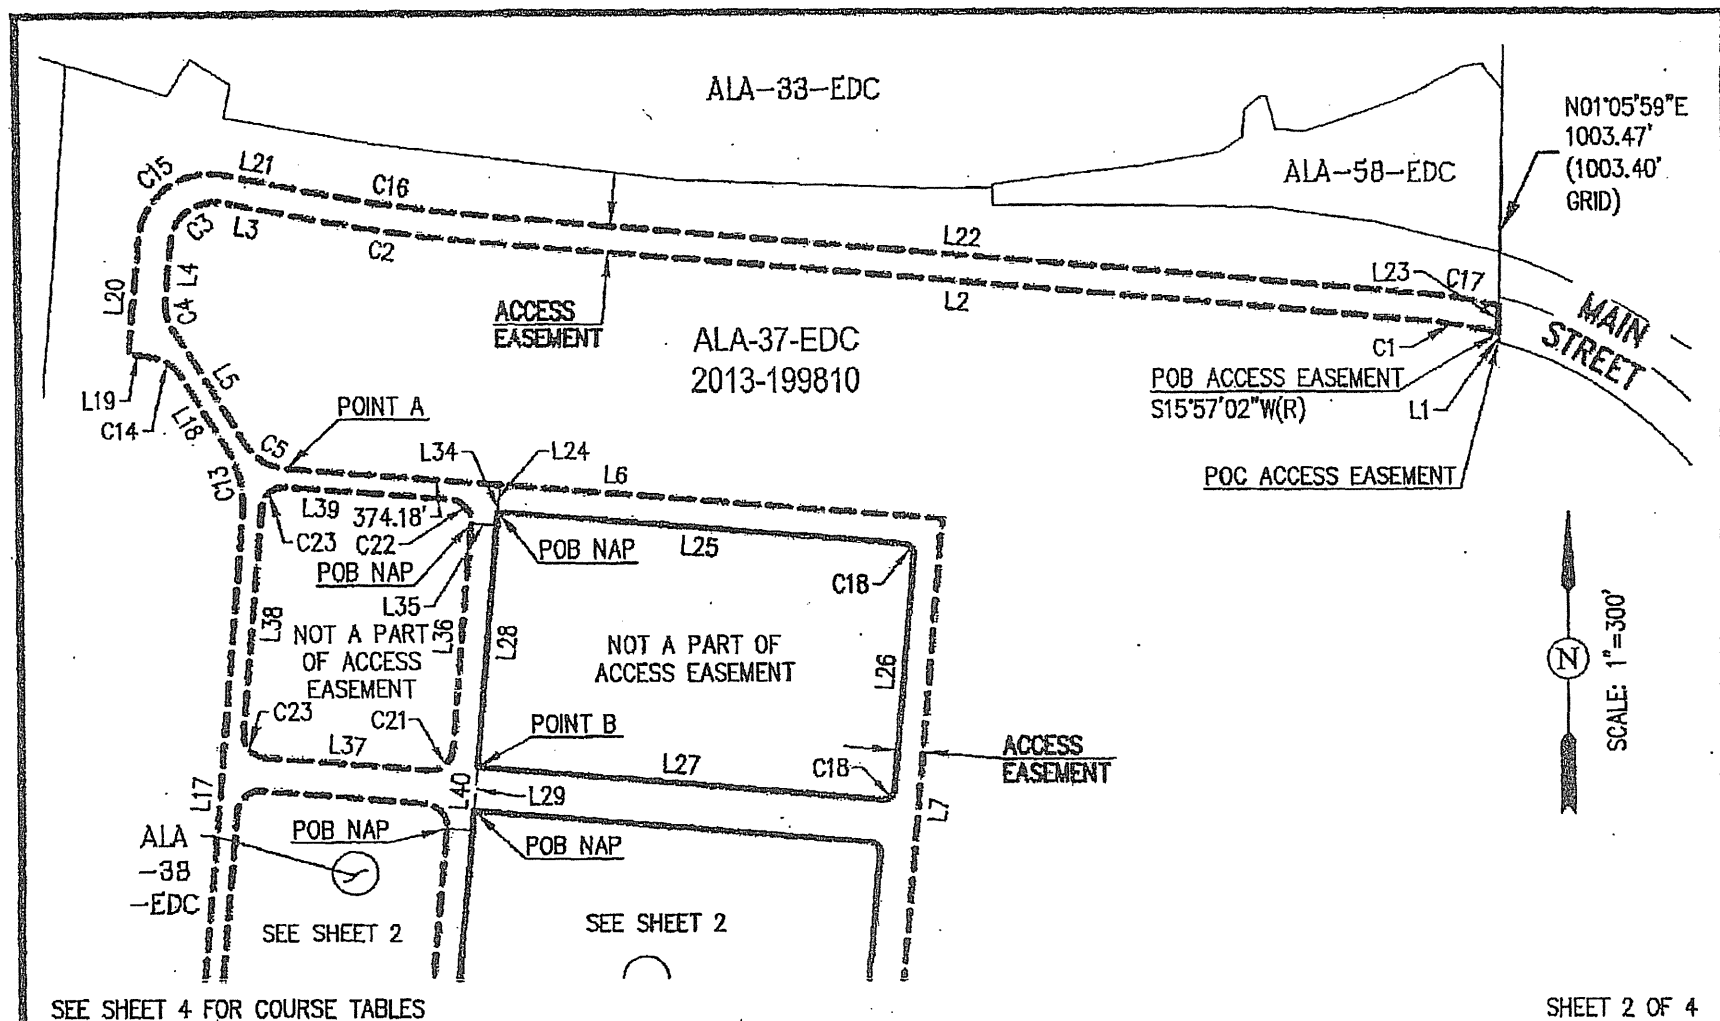 ALA-33-EDC
N01°05'59"E
1003.47'
(1003.40'
GRID)
ALA-58-EDC
C15
L21
C16
C3
L3
C2
L22
L23
C17
L20
L4
C4
L2
MAIN
STREET
ACCESS
EASEMENT
ALA-37-EDC
2013-199810
C1
POB ACCESS EASEMENT
S15°57'02"W(R)
L1
L5
L19
C14
L18
POINT A
C5
L34
L24
L6
POC ACCESS EASEMENT
C13
L39
374.18'
C23
C22
POB NAP
POB NAP
L25
C18
L35
L38
L36
L28
L26
NOT A PART
OF ACCESS
EASEMENT
NOT A PART OF
ACCESS EASEMENT
N
SCALE: 1"=300'
C23
C21
L37
POINT B
L27
C18
ACCESS
EASEMENT
L17
L40
L29
L7
POB NAP
POB NAP
ALA
-38
-EDC
SEE SHEET 2
SEE SHEET 2
SEE SHEET 4 FOR COURSE TABLES
SHEET 2 OF 4